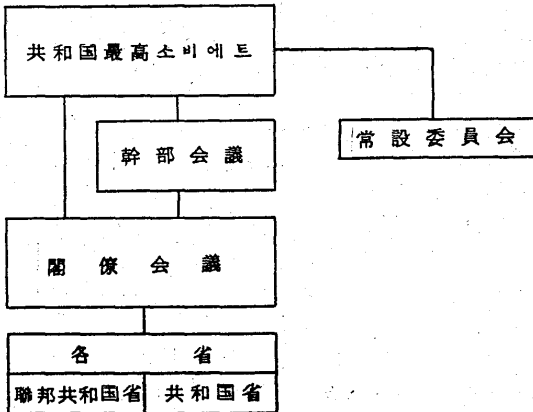 共和国最高소비에트
常設委員会
幹部会議
閣僚会議
各省
聯邦共和国省
共和国省